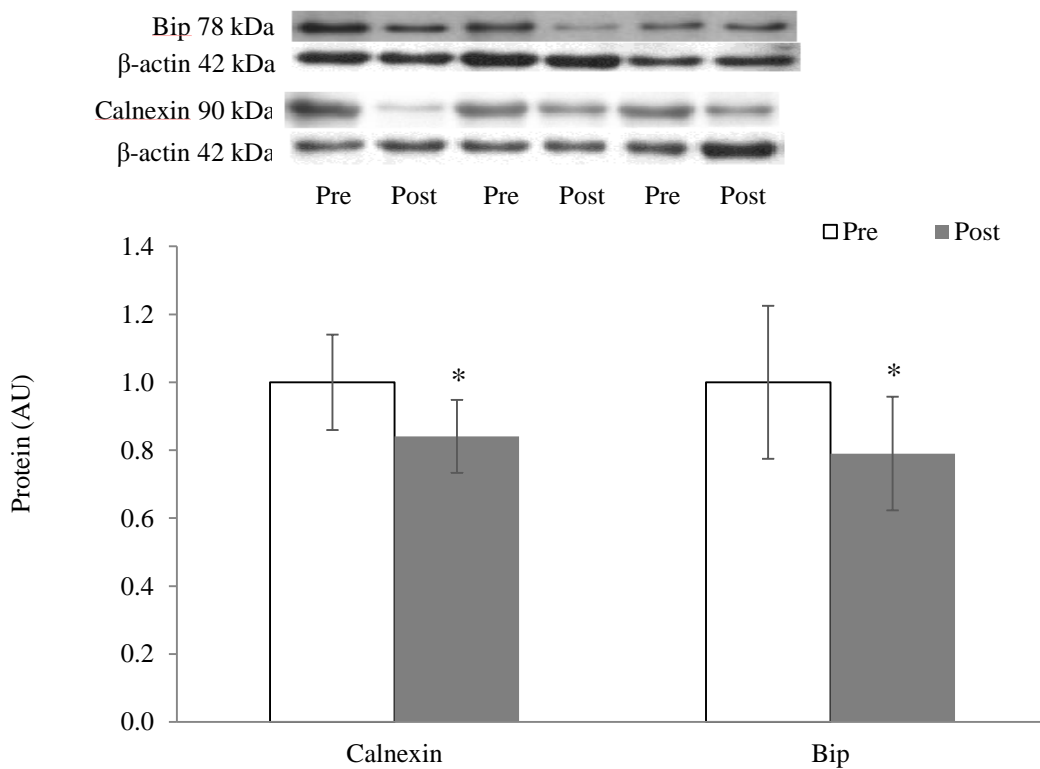 Bip 78 kDa
β-actin 42 kDa
Calnexin 90 kDa
β-actin 42 kDa
Pre Post Pre Post Pre Post
Pre Post
1.4
1.2
1.0
0.8
0.6
0.4
0.2
0.0
Protein (AU)
* *
Calnexin Bip